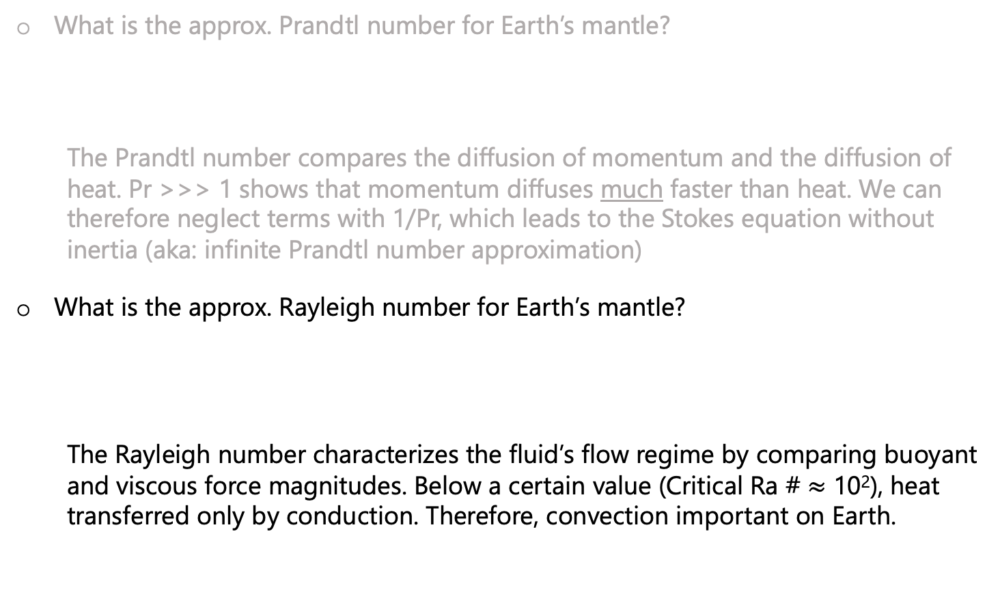 ○ What is the approx. Prandtl number for Earth’s mantle?
The Prandtl number compares the diffusion of momentum and the diffusion of
heat. Pr >>> 1 shows that momentum diffuses much faster than heat. We can
therefore neglect terms with 1/Pr, which leads to the Stokes equation without
inertia (aka: infinite Prandtl number approximation)
○ What is the approx. Rayleigh number for Earth’s mantle?
The Rayleigh number characterizes the fluid’s flow regime by comparing buoyant
and viscous force magnitudes. Below a certain value (Critical Ra # ≈ 10²), heat
transferred only by conduction. Therefore, convection important on Earth.